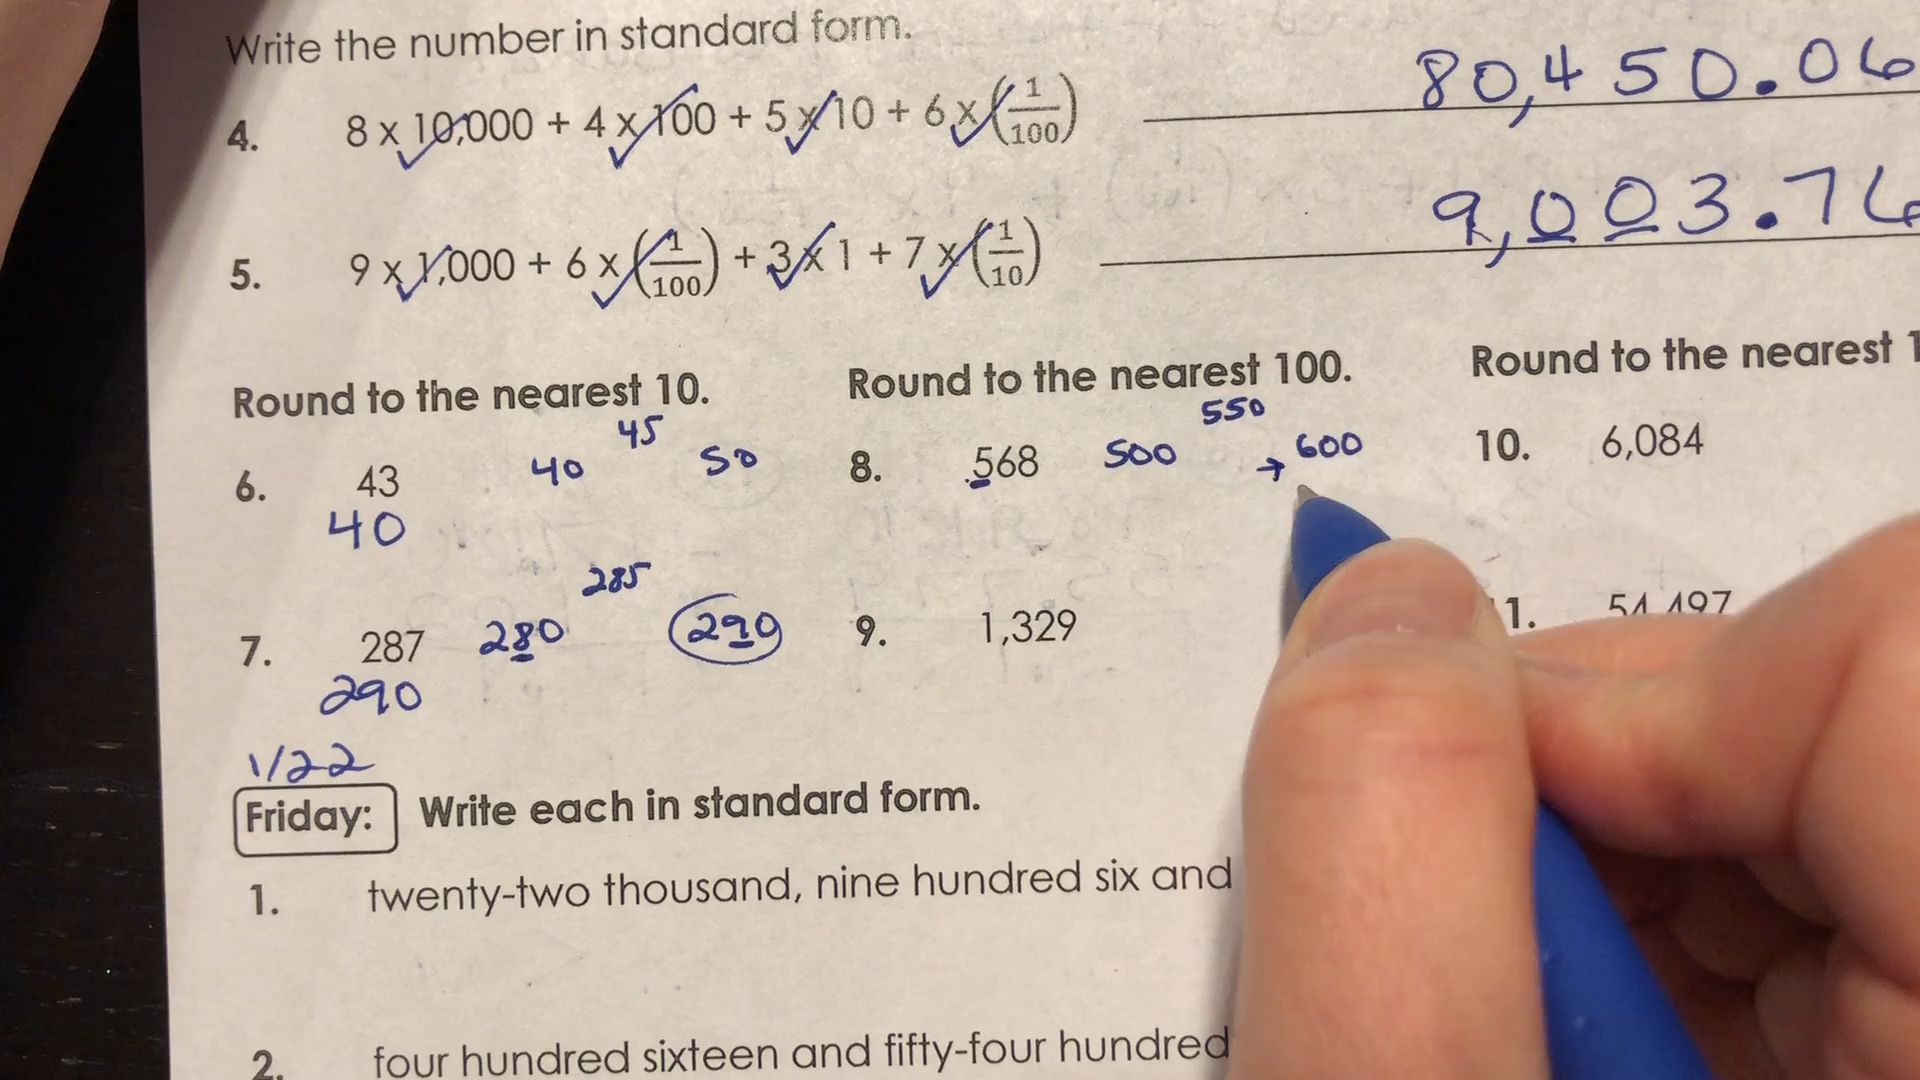 Write the number in standard form.
4. 8 x 10,000 + 4 x 100 + 5 x 10 + 6 x (1/100) 80,450.06
5. 9 x 1,000 + 6 x (1/100) + 3 x 1 + 7 x (1/10) 9,003.76
Round to the nearest 10. Round to the nearest 100. Round to the nearest
45 550
6. 43 40 50 8. 568 500 → 600 10. 6,084
40
285
7. 287 280 290 9. 1,329 11. 54,497
290
1/22
Friday: Write each in standard form.
1. twenty-two thousand, nine hundred six and
2. four hundred sixteen and fifty-four hundred